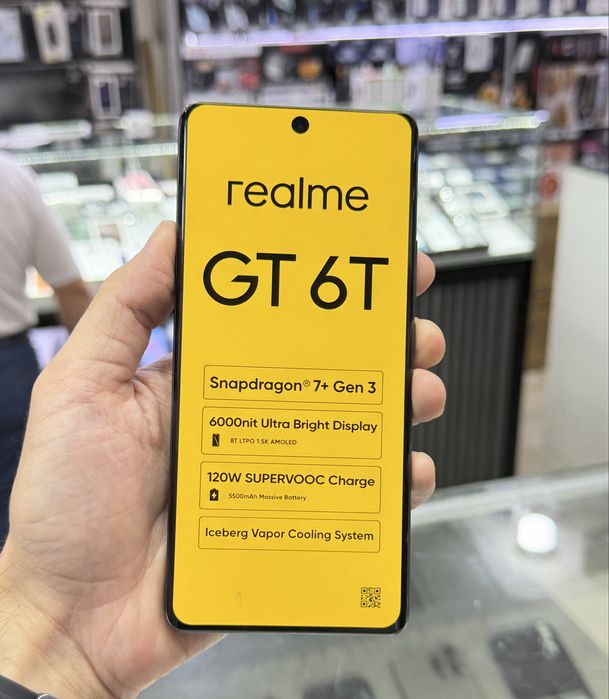 realme
GT 6T
Snapdragon® 7+ Gen 3
6000nit Ultra Bright Display
8T LTPO 1.5K AMOLED
120W SUPERVOOC Charge
5500mAh Massive Battery
Iceberg Vapor Cooling System